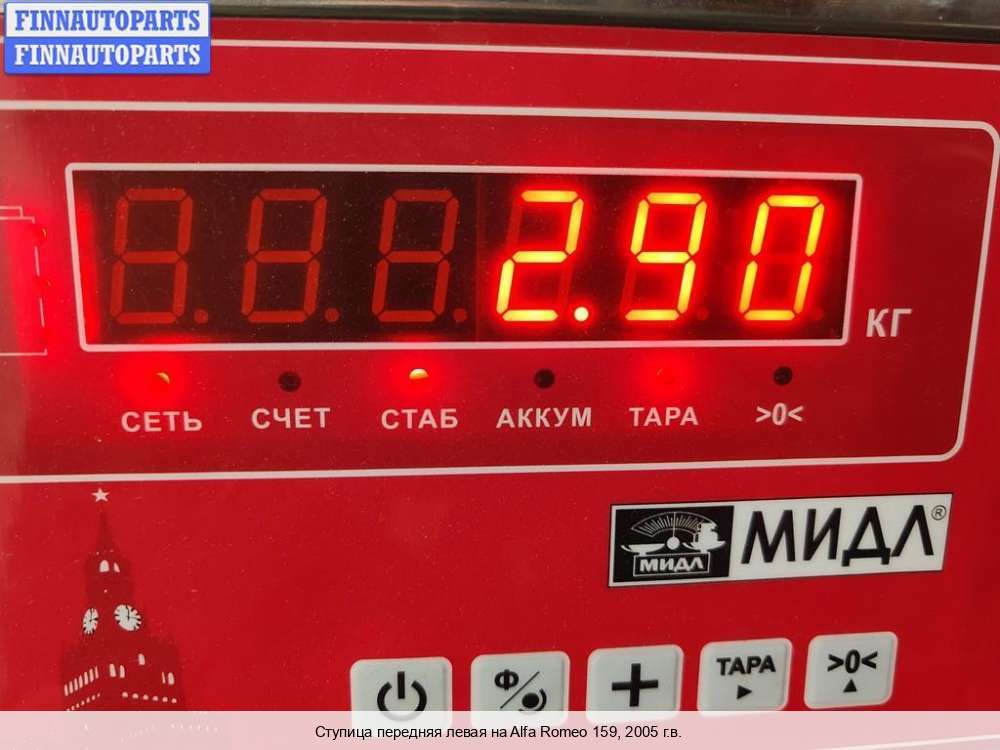 FINNAUTOPARTS
FINNAUTOPARTS
2.90
КГ
СЕТЬ СЧЕТ СТАБ АККУМ ТАРА >0<
МИДЛ МИДЛ®
Ф + ТАРА >0<
Ступица передняя левая на Alfa Romeo 159, 2005 г.в.